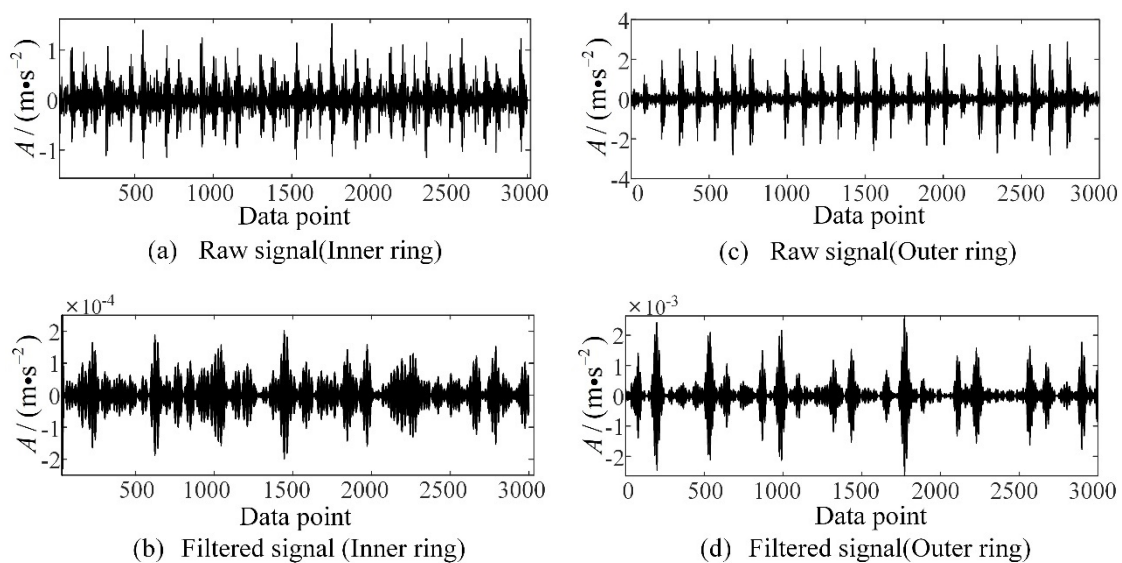 1
0
-1
A / (m•s⁻²)
500 1000 1500 2000 2500 3000
Data point
(a) Raw signal(Inner ring)
4
2
0
-2
-4
A / (m•s⁻²)
0 500 1000 1500 2000 2500 3000
Data point
(c) Raw signal(Outer ring)
×10⁻⁴
2
1
0
-1
-2
A / (m•s⁻²)
500 1000 1500 2000 2500 3000
Data point
(b) Filtered signal (Inner ring)
×10⁻³
2
1
0
-1
-2
A / (m•s⁻²)
0 500 1000 1500 2000 2500 3000
Data point
(d) Filtered signal(Outer ring)